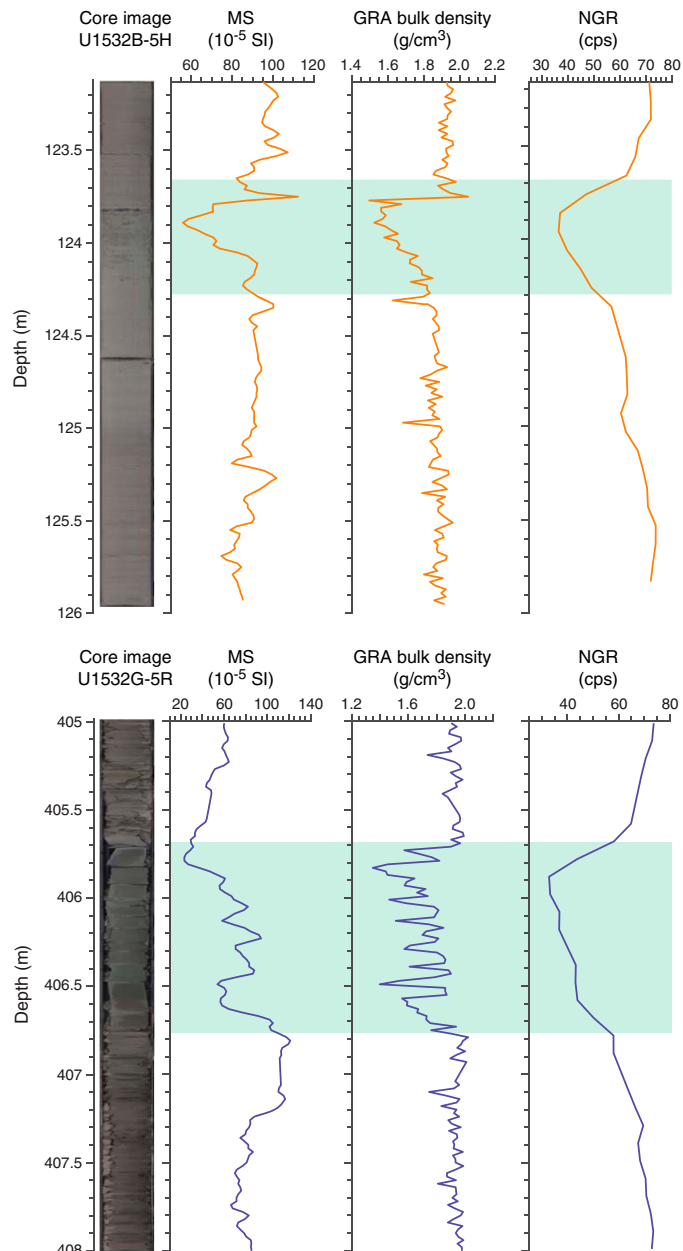 Core image MS GRA bulk density NGR
U1532B-5H (10⁻⁵ SI) (g/cm³) (cps)
60 80 100 120 1.4 1.6 1.8 2.0 2.2 30 40 50 60 70 80
123.5
124
124.5
125
125.5
126
Depth (m)
Core image MS GRA bulk density NGR
U1532G-5R (10⁻⁵ SI) (g/cm³) (cps)
20 60 100 140 1.2 1.6 2.0 40 60 80
405
405.5
406
406.5
407
407.5
408
Depth (m)